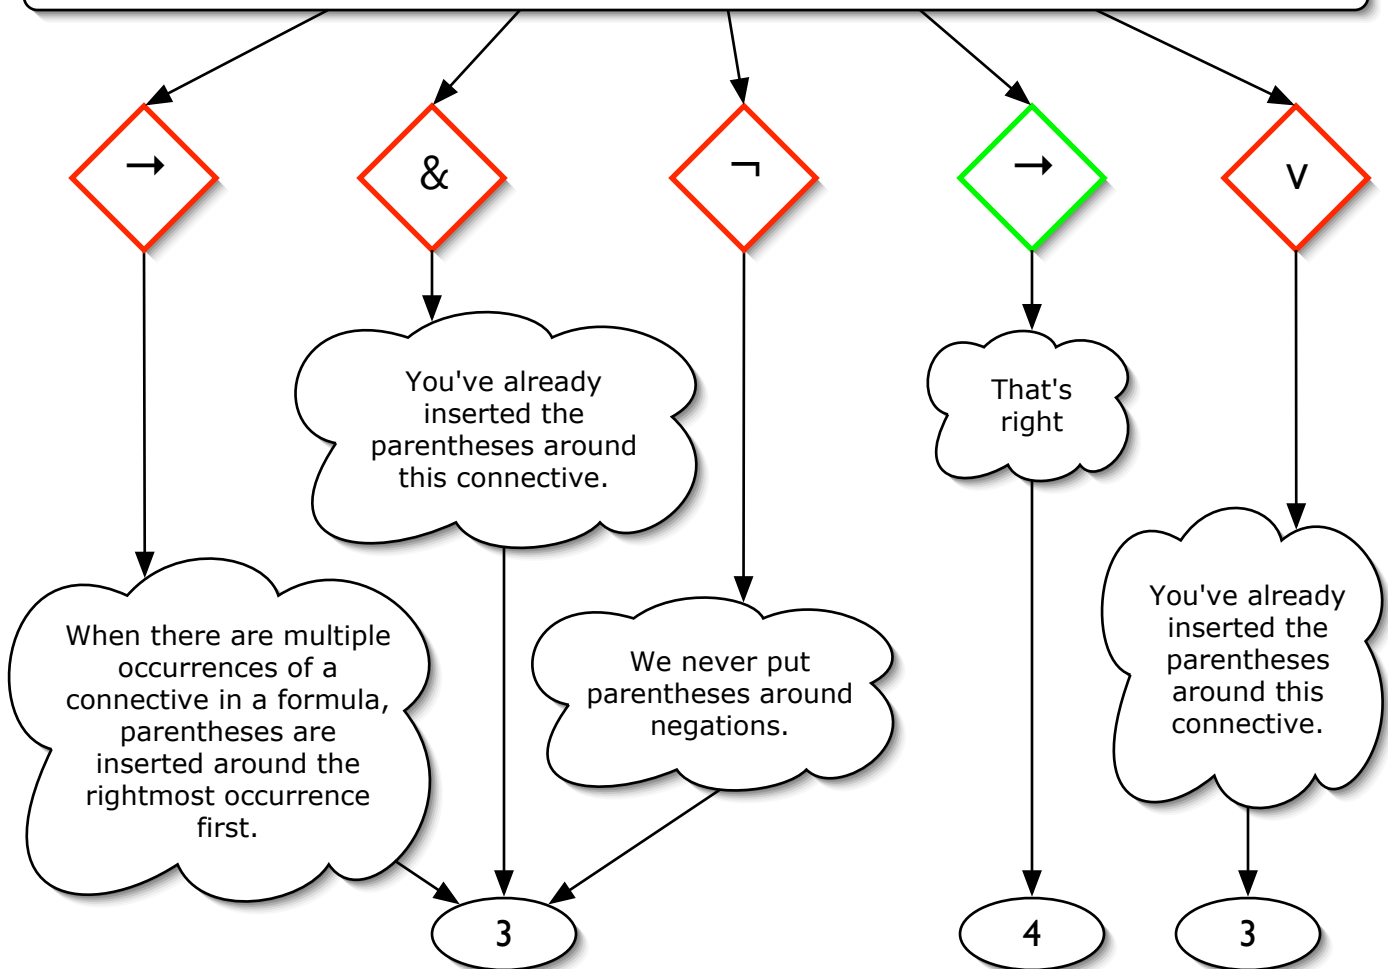 →
&
¬
→
v
You've already
inserted the
parentheses around
this connective.
That's
right
When there are multiple
occurrences of a
connective in a formula,
parentheses are
inserted around the
rightmost occurrence
first.
We never put
parentheses around
negations.
You've already
inserted the
parentheses
around this
connective.
3
4
3